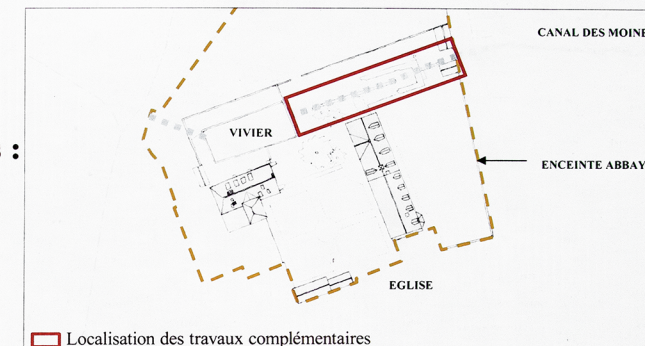 CANAL DES MOINE
VIVIER
ENCEINTE ABBAY
EGLISE
Localisation des travaux complémentaires